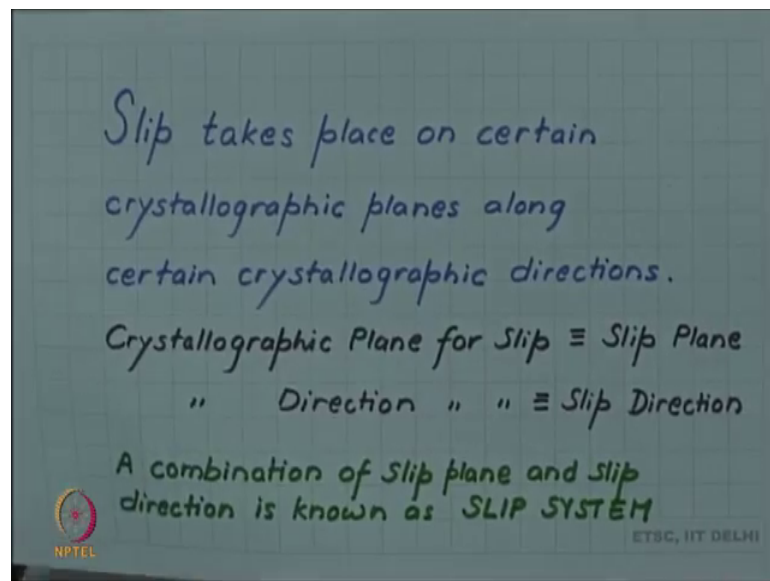 Slip takes place on certain
crystallographic planes along
certain crystallographic directions.
Crystallographic Plane for Slip ≡ Slip Plane
" Direction " " ≡ Slip Direction
A combination of slip plane and slip
direction is known as SLIP SYSTEM
NPTEL
ETSC, IIT DELHI